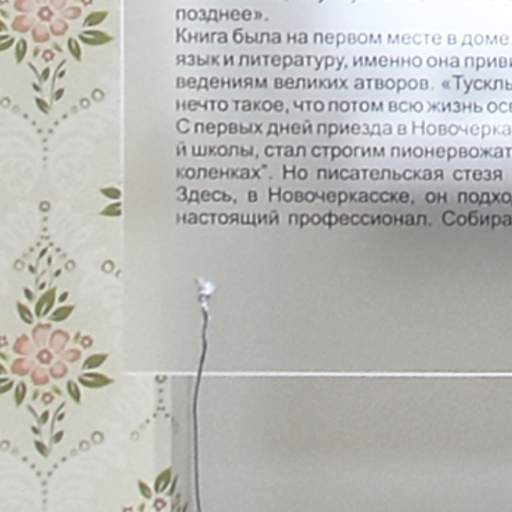 позднее».
Книга была на первом месте в доме.
язык и литературу, именно она приви
ведениям великих атворов. «Тускль
нечто такое, что потом всю жизнь осв
С первых дней приезда в Новочерка
й школы, стал строгим пионервожат
коленках". Но писательская стезя
Здесь, в Новочеркасске, он подхо
настоящий профессионал. Собира